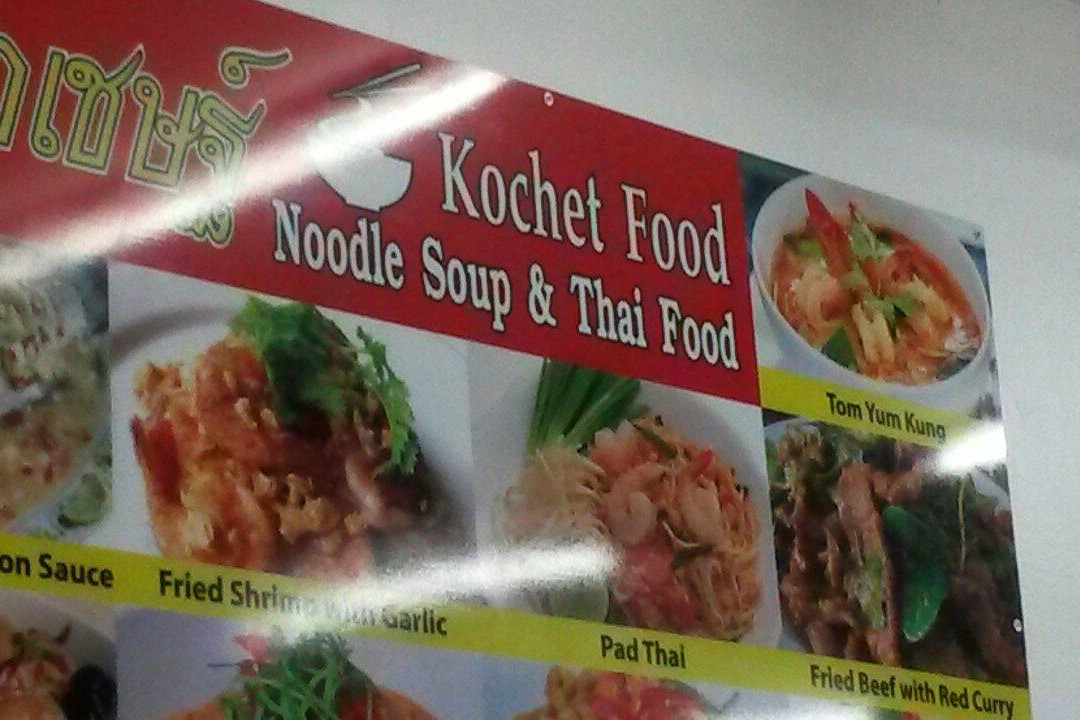 Kochet Food
Noodle Soup & Thai Food
Tom Yum Kung
on Sauce
Fried Shrimp with Garlic
Pad Thai
Fried Beef with Red Curry